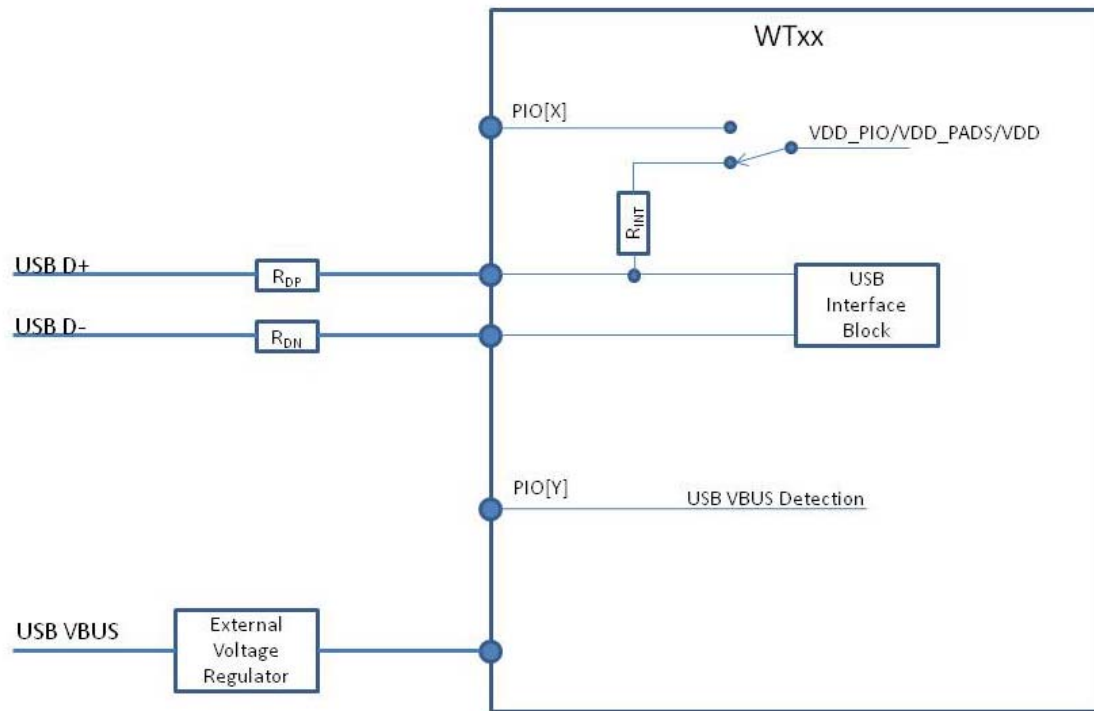 WTxx
PIO[X]
VDD_PIO/VDD_PADS/VDD
RINT
USB D+
RDP
USB
Interface
Block
USB D-
RDN
PIO[Y]
USB VBUS Detection
USB VBUS
External
Voltage
Regulator